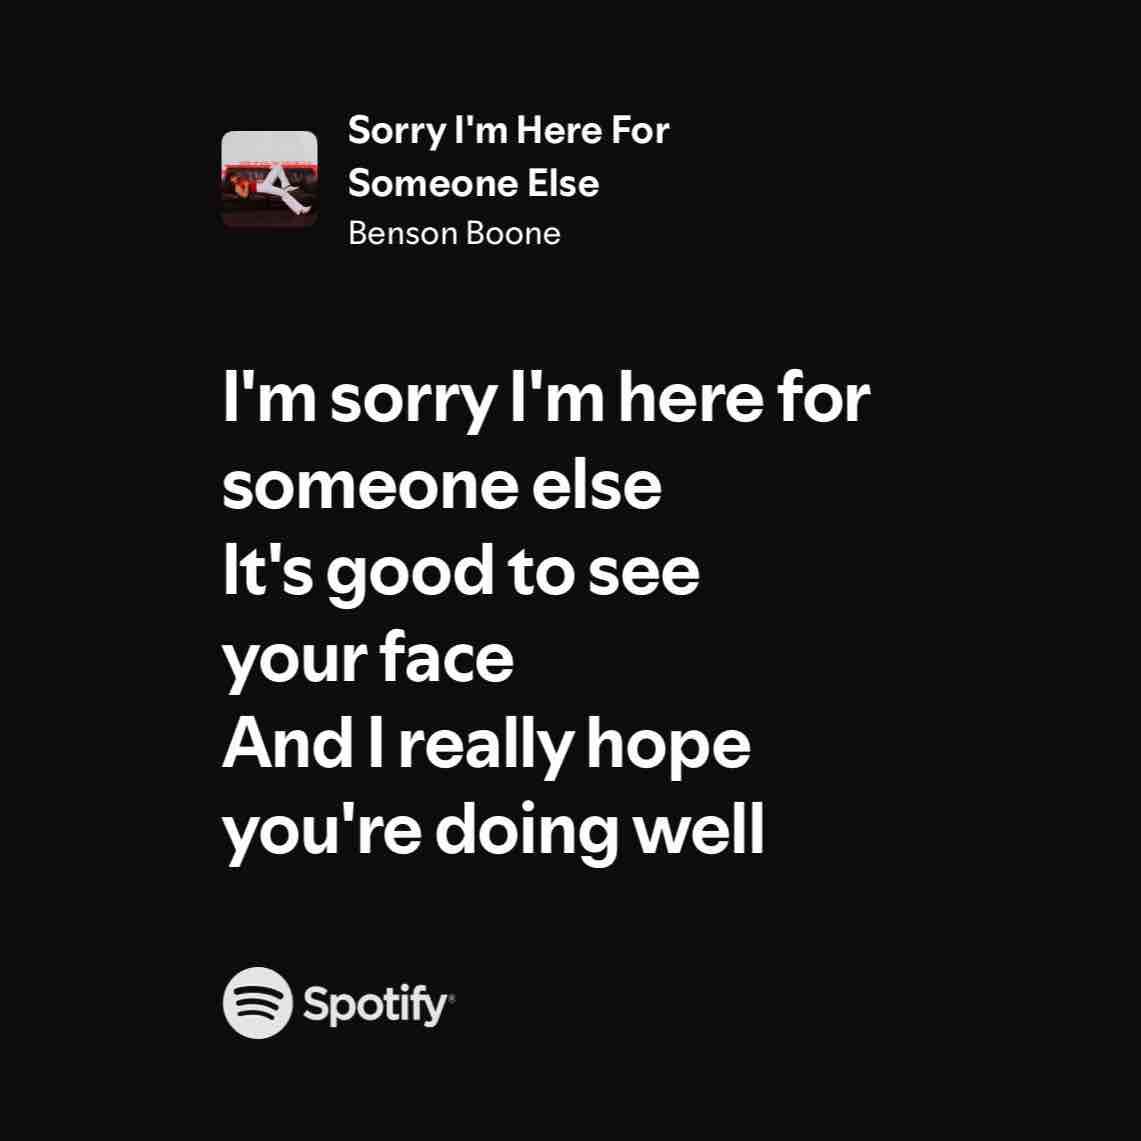 Sorry I'm Here For
Someone Else
Benson Boone
I'm sorry I'm here for
someone else
It's good to see
your face
And I really hope
you're doing well
Spotify®